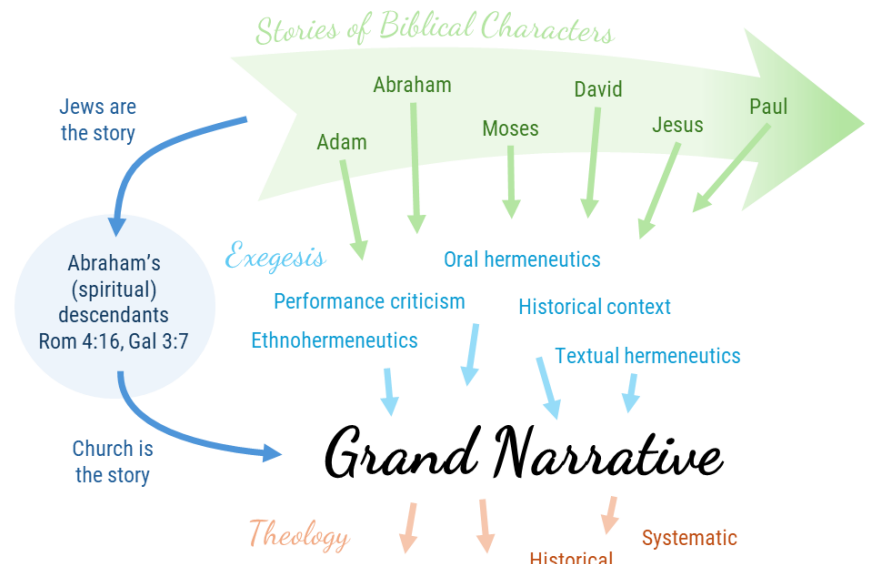 Stories of Biblical Characters
Abraham
David
Paul
Jews are
the story
Adam
Moses
Jesus
Abraham’s
(spiritual)
descendants
Rom 4:16, Gal 3:7
Exegesis
Oral hermeneutics
Performance criticism
Historical context
Ethnohermeneutics
Textual hermeneutics
Church is
the story
Grand Narrative
Theology
Systematic
Historical